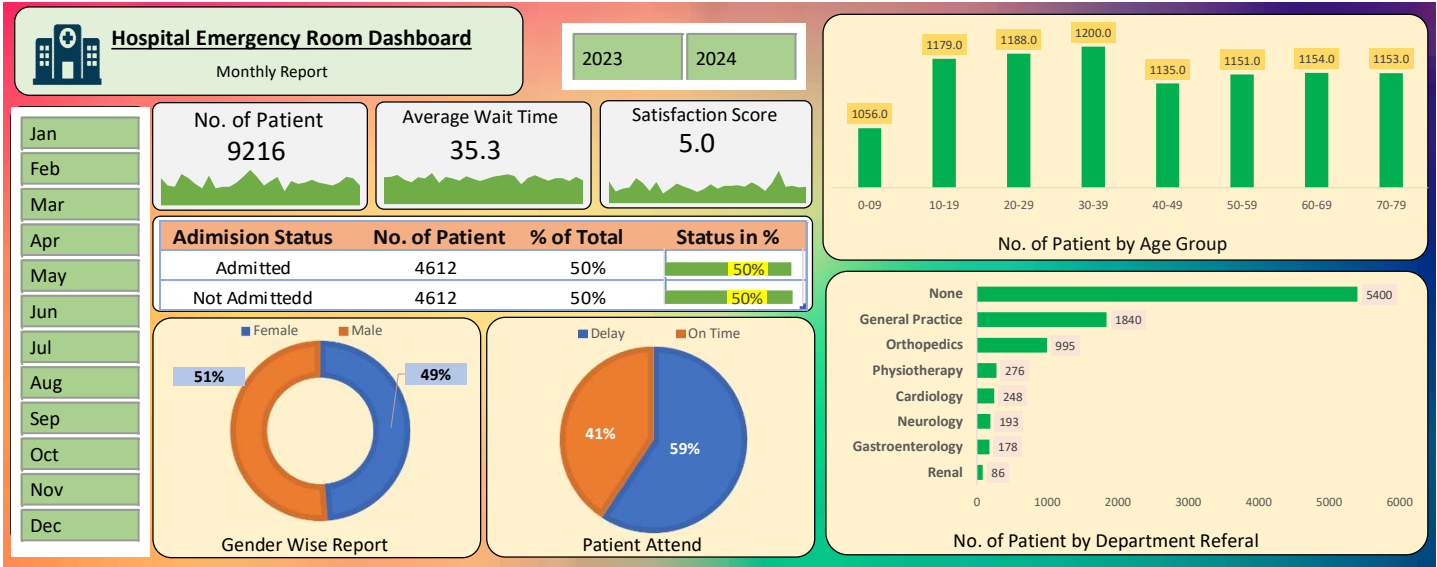 Hospital Emergency Room Dashboard
Monthly Report
2023 2024
Jan
Feb
Mar
Apr
May
Jun
Jul
Aug
Sep
Oct
Nov
Dec
No. of Patient
9216
Average Wait Time
35.3
Satisfaction Score
5.0
Adimision Status No. of Patient % of Total Status in %
Admitted 4612 50% 50%
Not Admittedd 4612 50% 50%
Female Male
51% 49%
Gender Wise Report
Delay On Time
41% 59%
Patient Attend
1056.0 1179.0 1188.0 1200.0 1135.0 1151.0 1154.0 1153.0
0-09 10-19 20-29 30-39 40-49 50-59 60-69 70-79
No. of Patient by Age Group
None 5400
General Practice 1840
Orthopedics 995
Physiotherapy 276
Cardiology 248
Neurology 193
Gastroenterology 178
Renal 86
0 1000 2000 3000 4000 5000 6000
No. of Patient by Department Referal